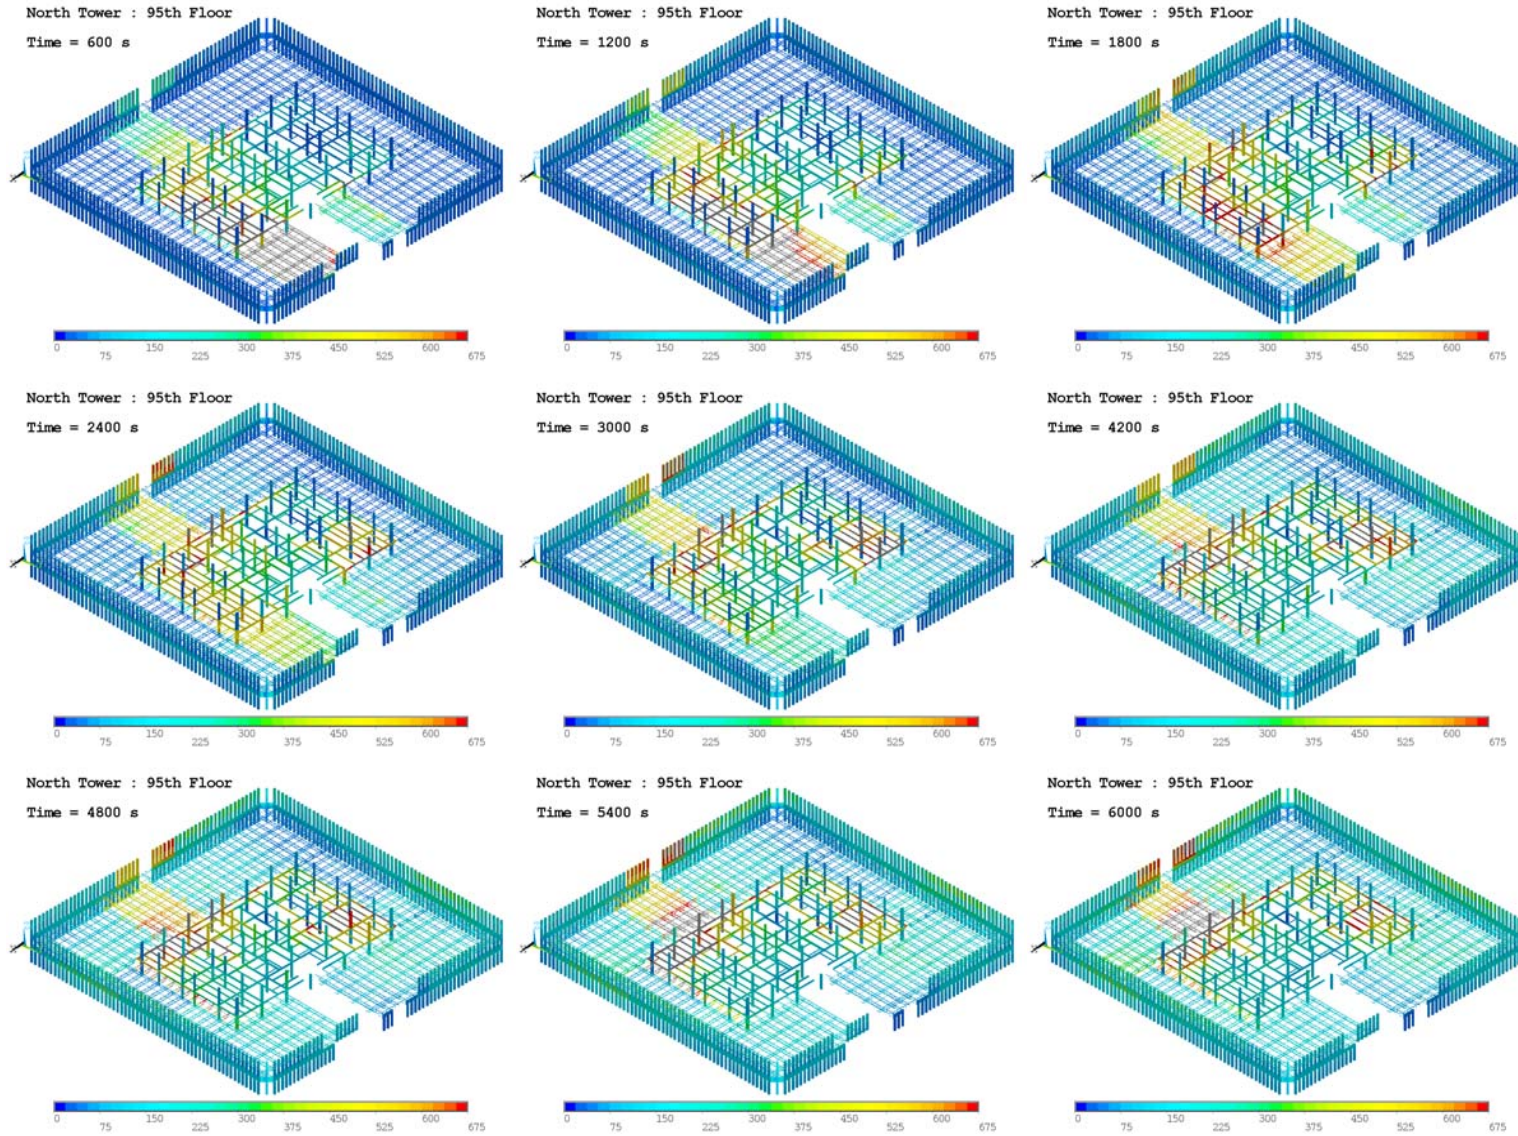 North Tower : 95th Floor
Time = 600 s
0 75 150 225 300 375 450 525 600 675
North Tower : 95th Floor
Time = 1200 s
0 75 150 225 300 375 450 525 600 675
North Tower : 95th Floor
Time = 1800 s
0 75 150 225 300 375 450 525 600 675
North Tower : 95th Floor
Time = 2400 s
0 75 150 225 300 375 450 525 600 675
North Tower : 95th Floor
Time = 3000 s
0 75 150 225 300 375 450 525 600 675
North Tower : 95th Floor
Time = 4200 s
0 75 150 225 300 375 450 525 600 675
North Tower : 95th Floor
Time = 4800 s
0 75 150 225 300 375 450 525 600 675
North Tower : 95th Floor
Time = 5400 s
0 75 150 225 300 375 450 525 600 675
North Tower : 95th Floor
Time = 6000 s
0 75 150 225 300 375 450 525 600 675